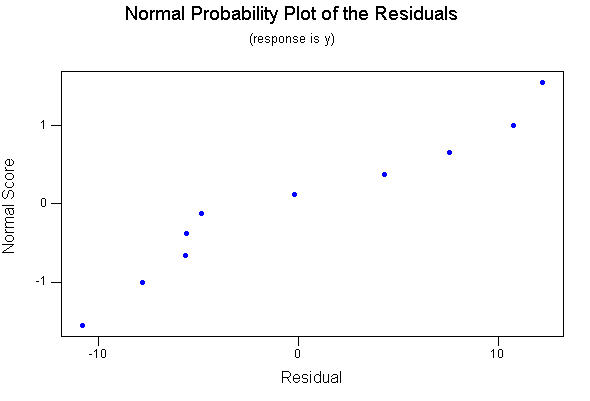 Normal Probability Plot of the Residuals
(response is y)
1
0
-1
Normal Score
-10
0
10
Residual